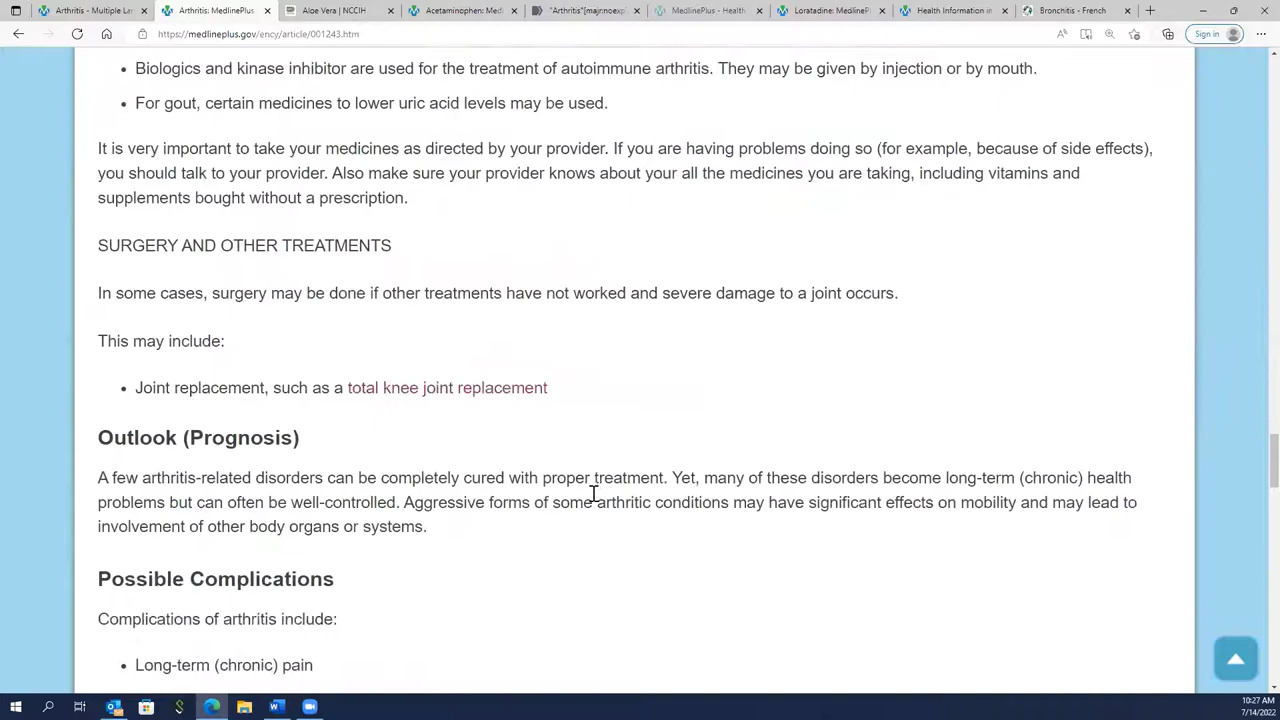 Arthritis - Multiple La
Arthritis: MedlinePlus
Aloe Vera | NCCIH
Acetaminophen: Med
"Arthritis"[majr:noexp
MedlinePlus - Health
Loratadine: MedlinePl
Health Information in
Bronchitis - French
https://medlineplus.gov/ency/article/001243.htm
Sign in
• Biologics and kinase inhibitor are used for the treatment of autoimmune arthritis. They may be given by injection or by mouth.
• For gout, certain medicines to lower uric acid levels may be used.
It is very important to take your medicines as directed by your provider. If you are having problems doing so (for example, because of side effects),
you should talk to your provider. Also make sure your provider knows about your all the medicines you are taking, including vitamins and
supplements bought without a prescription.
SURGERY AND OTHER TREATMENTS
In some cases, surgery may be done if other treatments have not worked and severe damage to a joint occurs.
This may include:
• Joint replacement, such as a total knee joint replacement
Outlook (Prognosis)
A few arthritis-related disorders can be completely cured with proper treatment. Yet, many of these disorders become long-term (chronic) health
problems but can often be well-controlled. Aggressive forms of some arthritic conditions may have significant effects on mobility and may lead to
involvement of other body organs or systems.
Possible Complications
Complications of arthritis include:
• Long-term (chronic) pain
10:27 AM
7/14/2022